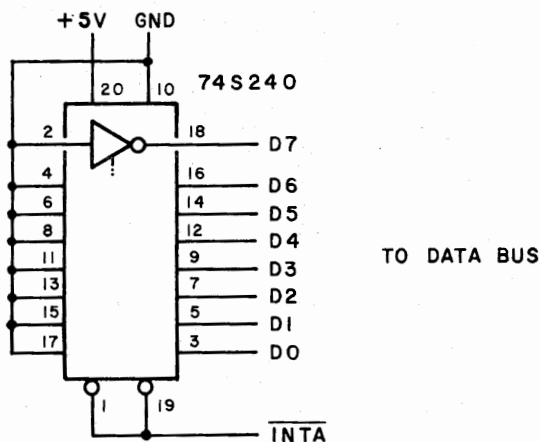 +5V GND
20 10 74S240
2 18 D7
4 16 D6
6 14 D5
8 12 D4
TO DATA BUS
11 9 D3
13 7 D2
15 5 D1
17 3 D0
1 19
INTA